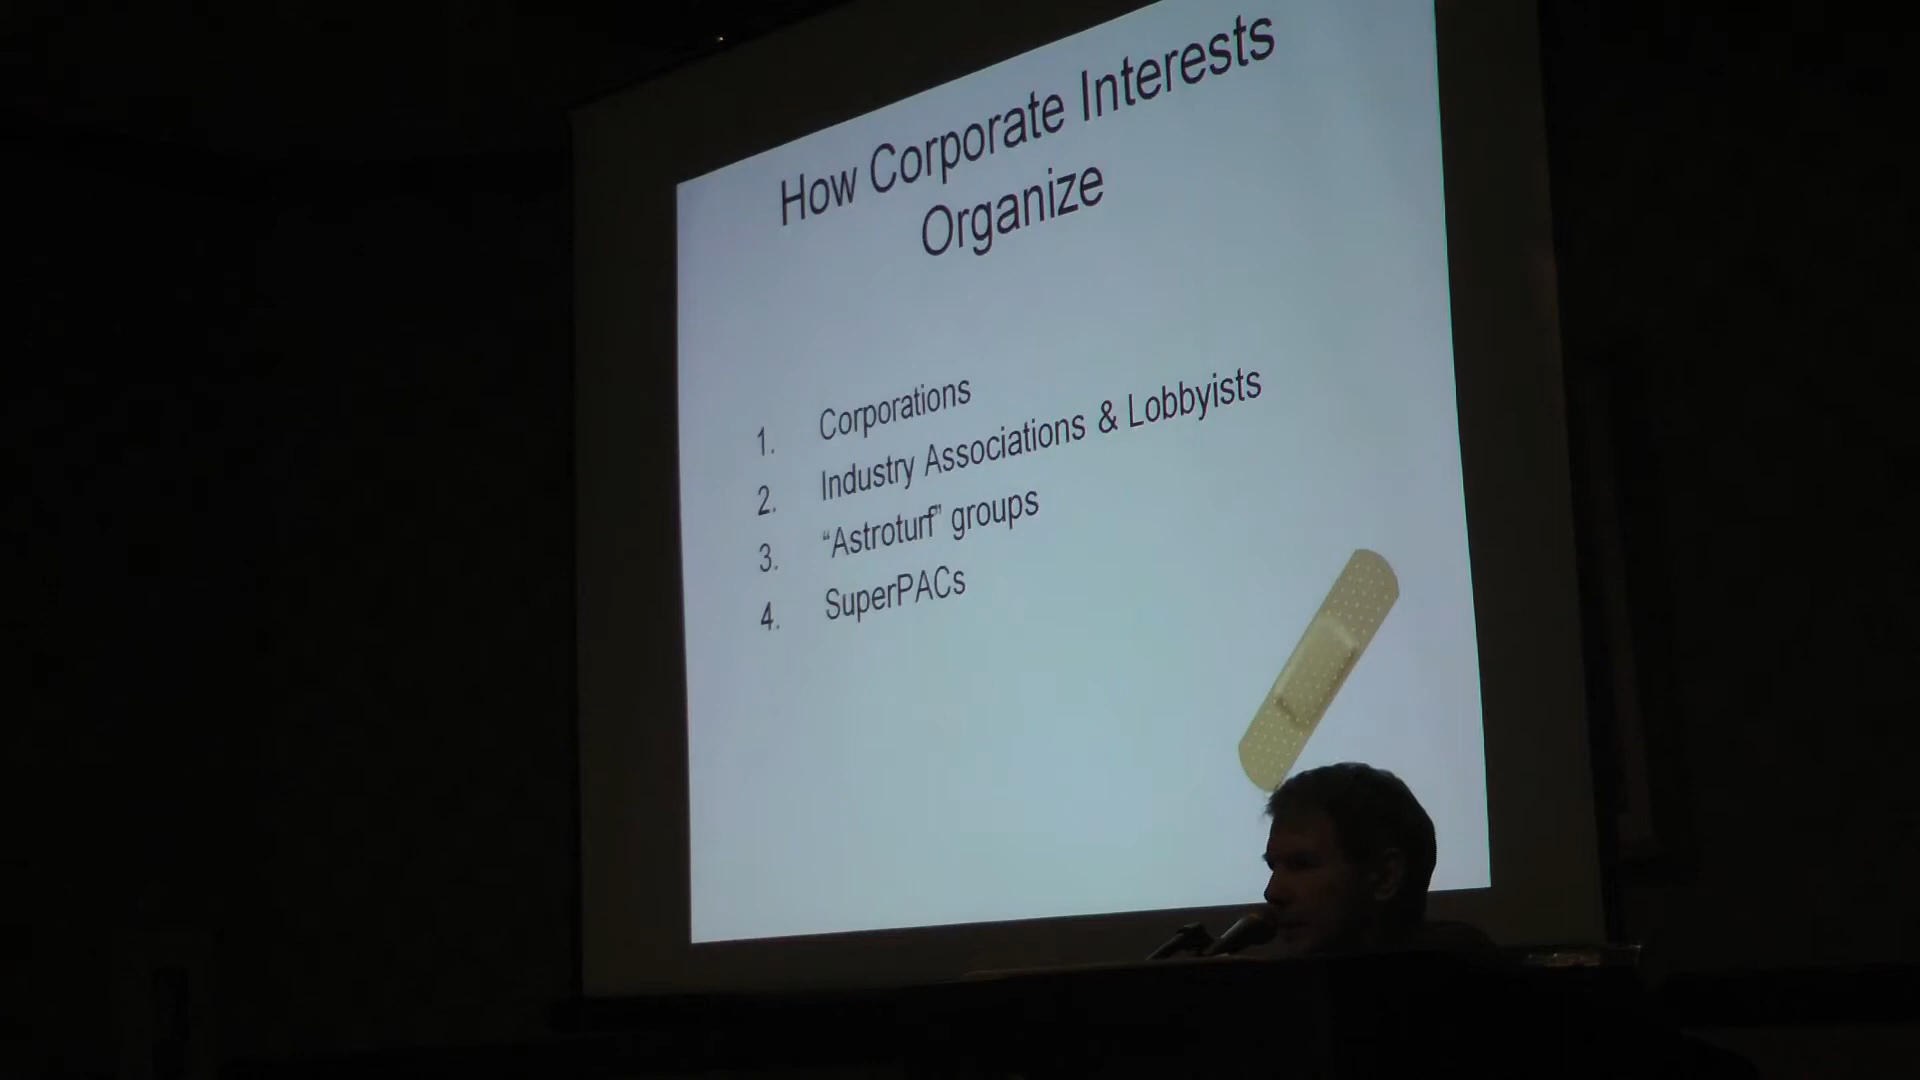 How Corporate Interests
Organize
1. Corporations
2. Industry Associations & Lobbyists
3. “Astroturf” groups
4. SuperPACs